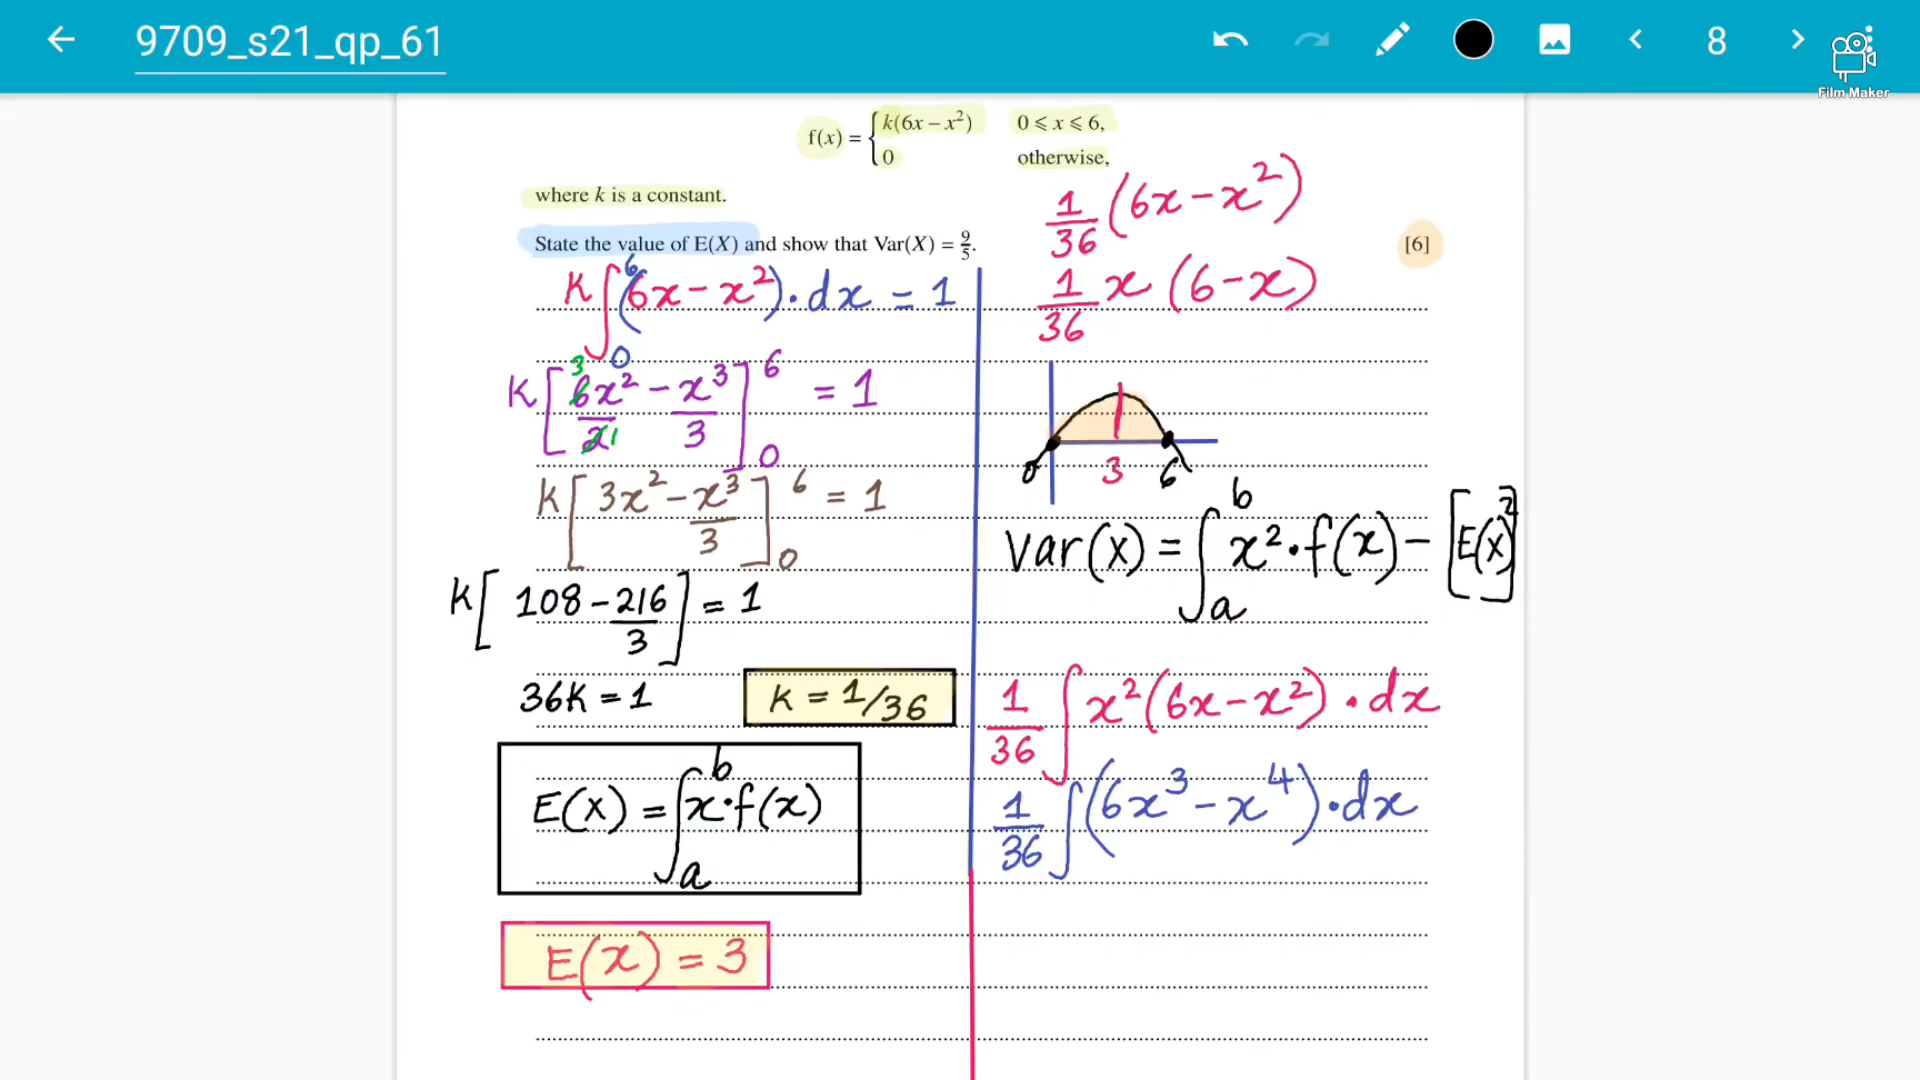 9709_s21_qp_61
8
Film Maker
f(x) = { k(6x − x²)   0 ⩽ x ⩽ 6,
0   otherwise,
where k is a constant.
State the value of E(X) and show that Var(X) = 9/5.   [6]
K ∫₀⁶ (6x − x²) · dx = 1
K [ 6x²/2 − x³/3 ]₀⁶ = 1
3
1
K [ 3x² − x³/3 ]₀⁶ = 1
K [ 108 − 216/3 ] = 1
36K = 1   K = 1/36
E(x) = ∫ₐᵇ x · f(x)
E(x) = 3
1/36 (6x − x²)
1/36 x (6 − x)
0   3   6
Var(x) = ∫ₐᵇ x² · f(x) − [E(x)]²
1/36 ∫ x² (6x − x²) · dx
1/36 ∫ (6x³ − x⁴) · dx